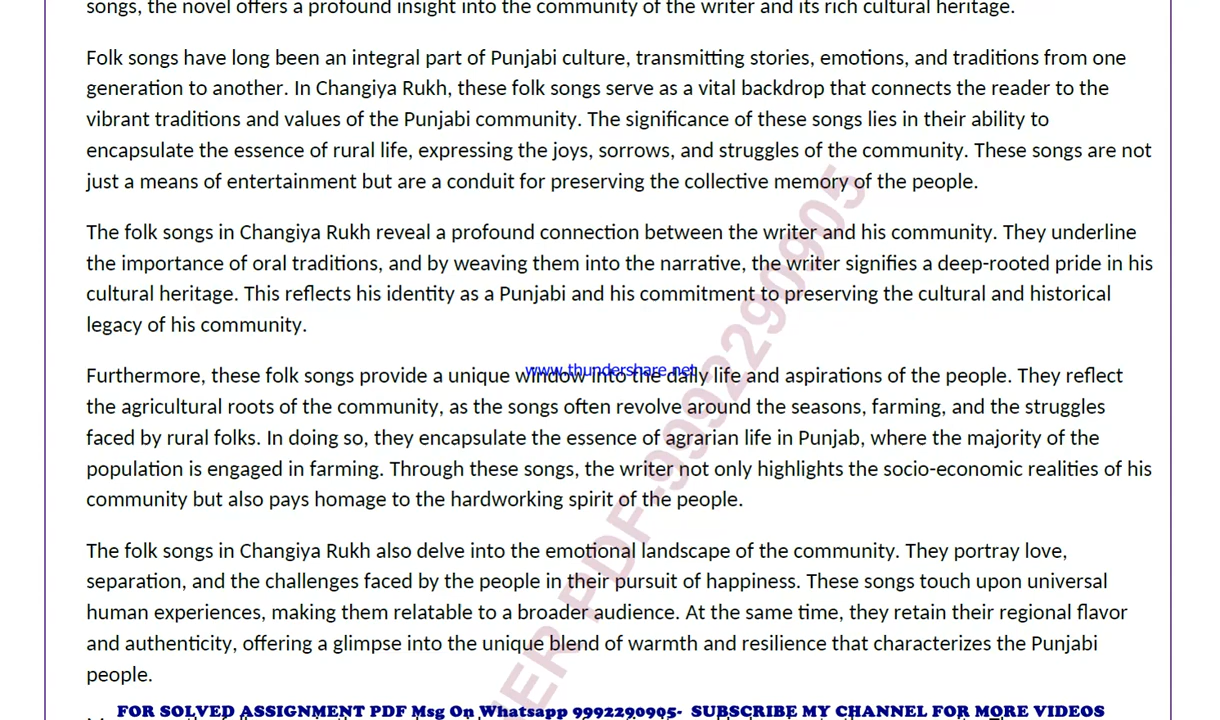 songs, the novel offers a profound insight into the community of the writer and its rich cultural heritage.
Folk songs have long been an integral part of Punjabi culture, transmitting stories, emotions, and traditions from one
generation to another. In Changiya Rukh, these folk songs serve as a vital backdrop that connects the reader to the
vibrant traditions and values of the Punjabi community. The significance of these songs lies in their ability to
encapsulate the essence of rural life, expressing the joys, sorrows, and struggles of the community. These songs are not
just a means of entertainment but are a conduit for preserving the collective memory of the people.
The folk songs in Changiya Rukh reveal a profound connection between the writer and his community. They underline
the importance of oral traditions, and by weaving them into the narrative, the writer signifies a deep-rooted pride in his
cultural heritage. This reflects his identity as a Punjabi and his commitment to preserving the cultural and historical
legacy of his community.
www.thundershare.net
Furthermore, these folk songs provide a unique window into the daily life and aspirations of the people. They reflect
the agricultural roots of the community, as the songs often revolve around the seasons, farming, and the struggles
faced by rural folks. In doing so, they encapsulate the essence of agrarian life in Punjab, where the majority of the
population is engaged in farming. Through these songs, the writer not only highlights the socio-economic realities of his
community but also pays homage to the hardworking spirit of the people.
The folk songs in Changiya Rukh also delve into the emotional landscape of the community. They portray love,
separation, and the challenges faced by the people in their pursuit of happiness. These songs touch upon universal
human experiences, making them relatable to a broader audience. At the same time, they retain their regional flavor
and authenticity, offering a glimpse into the unique blend of warmth and resilience that characterizes the Punjabi
people.
PDF-9992290905
FOR SOLVED ASSIGNMENT PDF Msg On Whatsapp 9992290905- SUBSCRIBE MY CHANNEL FOR MORE VIDEOS